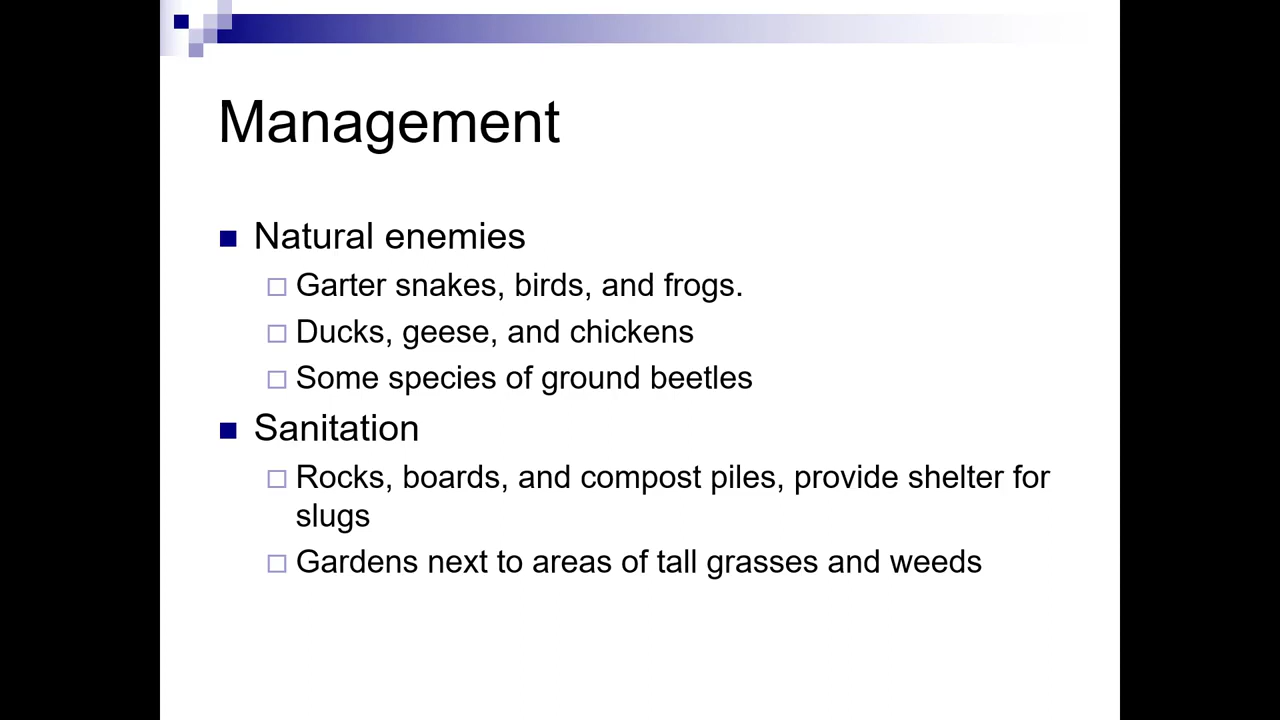 Management
Natural enemies
Garter snakes, birds, and frogs.
Ducks, geese, and chickens
Some species of ground beetles
Sanitation
Rocks, boards, and compost piles, provide shelter for
slugs
Gardens next to areas of tall grasses and weeds